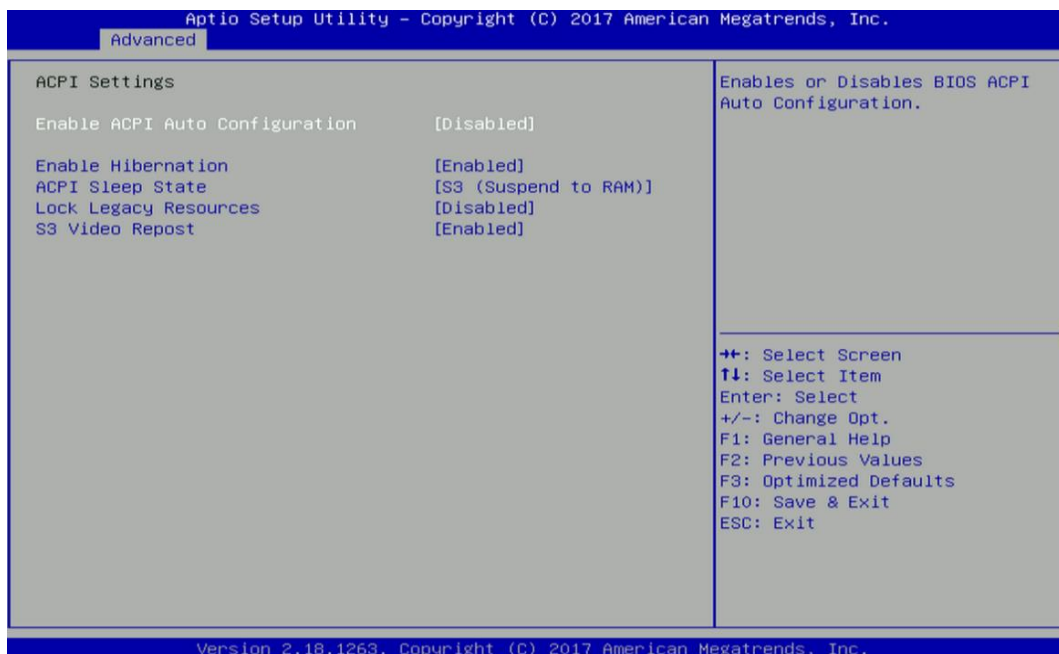 Aptio Setup Utility – Copyright (C) 2017 American Megatrends, Inc.
Advanced
ACPI Settings
Enable ACPI Auto Configuration [Disabled]
Enable Hibernation [Enabled]
ACPI Sleep State [S3 (Suspend to RAM)]
Lock Legacy Resources [Disabled]
S3 Video Repost [Enabled]
Enables or Disables BIOS ACPI
Auto Configuration.
→←: Select Screen
↑↓: Select Item
Enter: Select
+/-: Change Opt.
F1: General Help
F2: Previous Values
F3: Optimized Defaults
F10: Save & Exit
ESC: Exit
Version 2.18.1263. Copyright (C) 2017 American Megatrends, Inc.